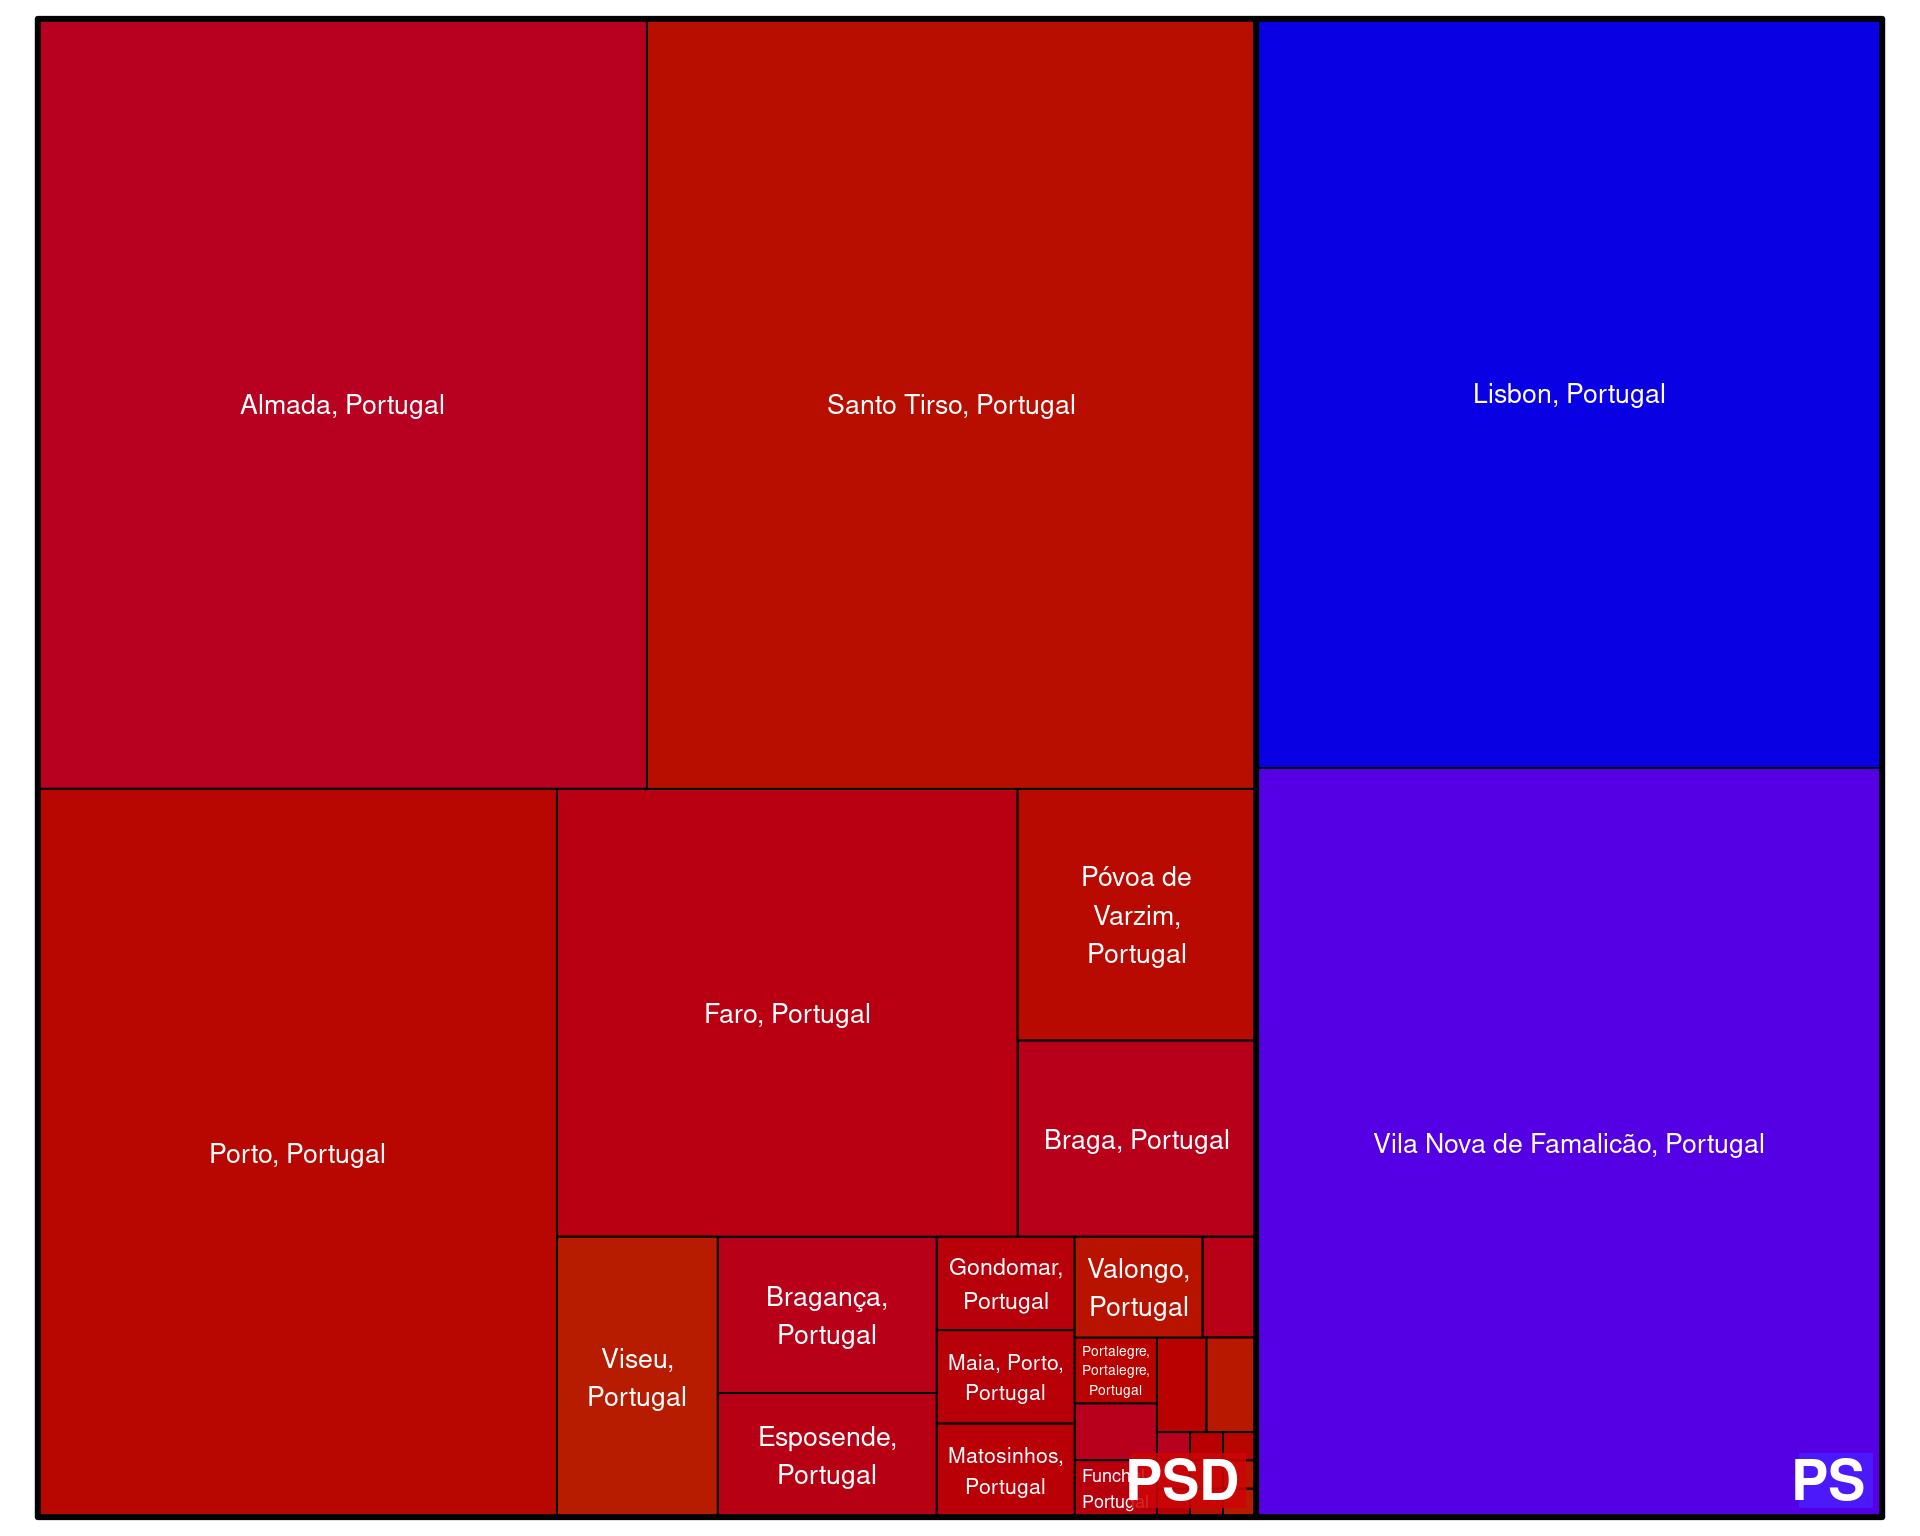 Almada, Portugal
Santo Tirso, Portugal
Lisbon, Portugal
Porto, Portugal
Faro, Portugal
Póvoa de
Varzim,
Portugal
Braga, Portugal
Vila Nova de Famalicão, Portugal
Viseu,
Portugal
Bragança,
Portugal
Esposende,
Portugal
Gondomar,
Portugal
Maia, Porto,
Portugal
Matosinhos,
Portugal
Valongo,
Portugal
Portalegre,
Portalegre,
Portugal
Portugal
PSD
PS